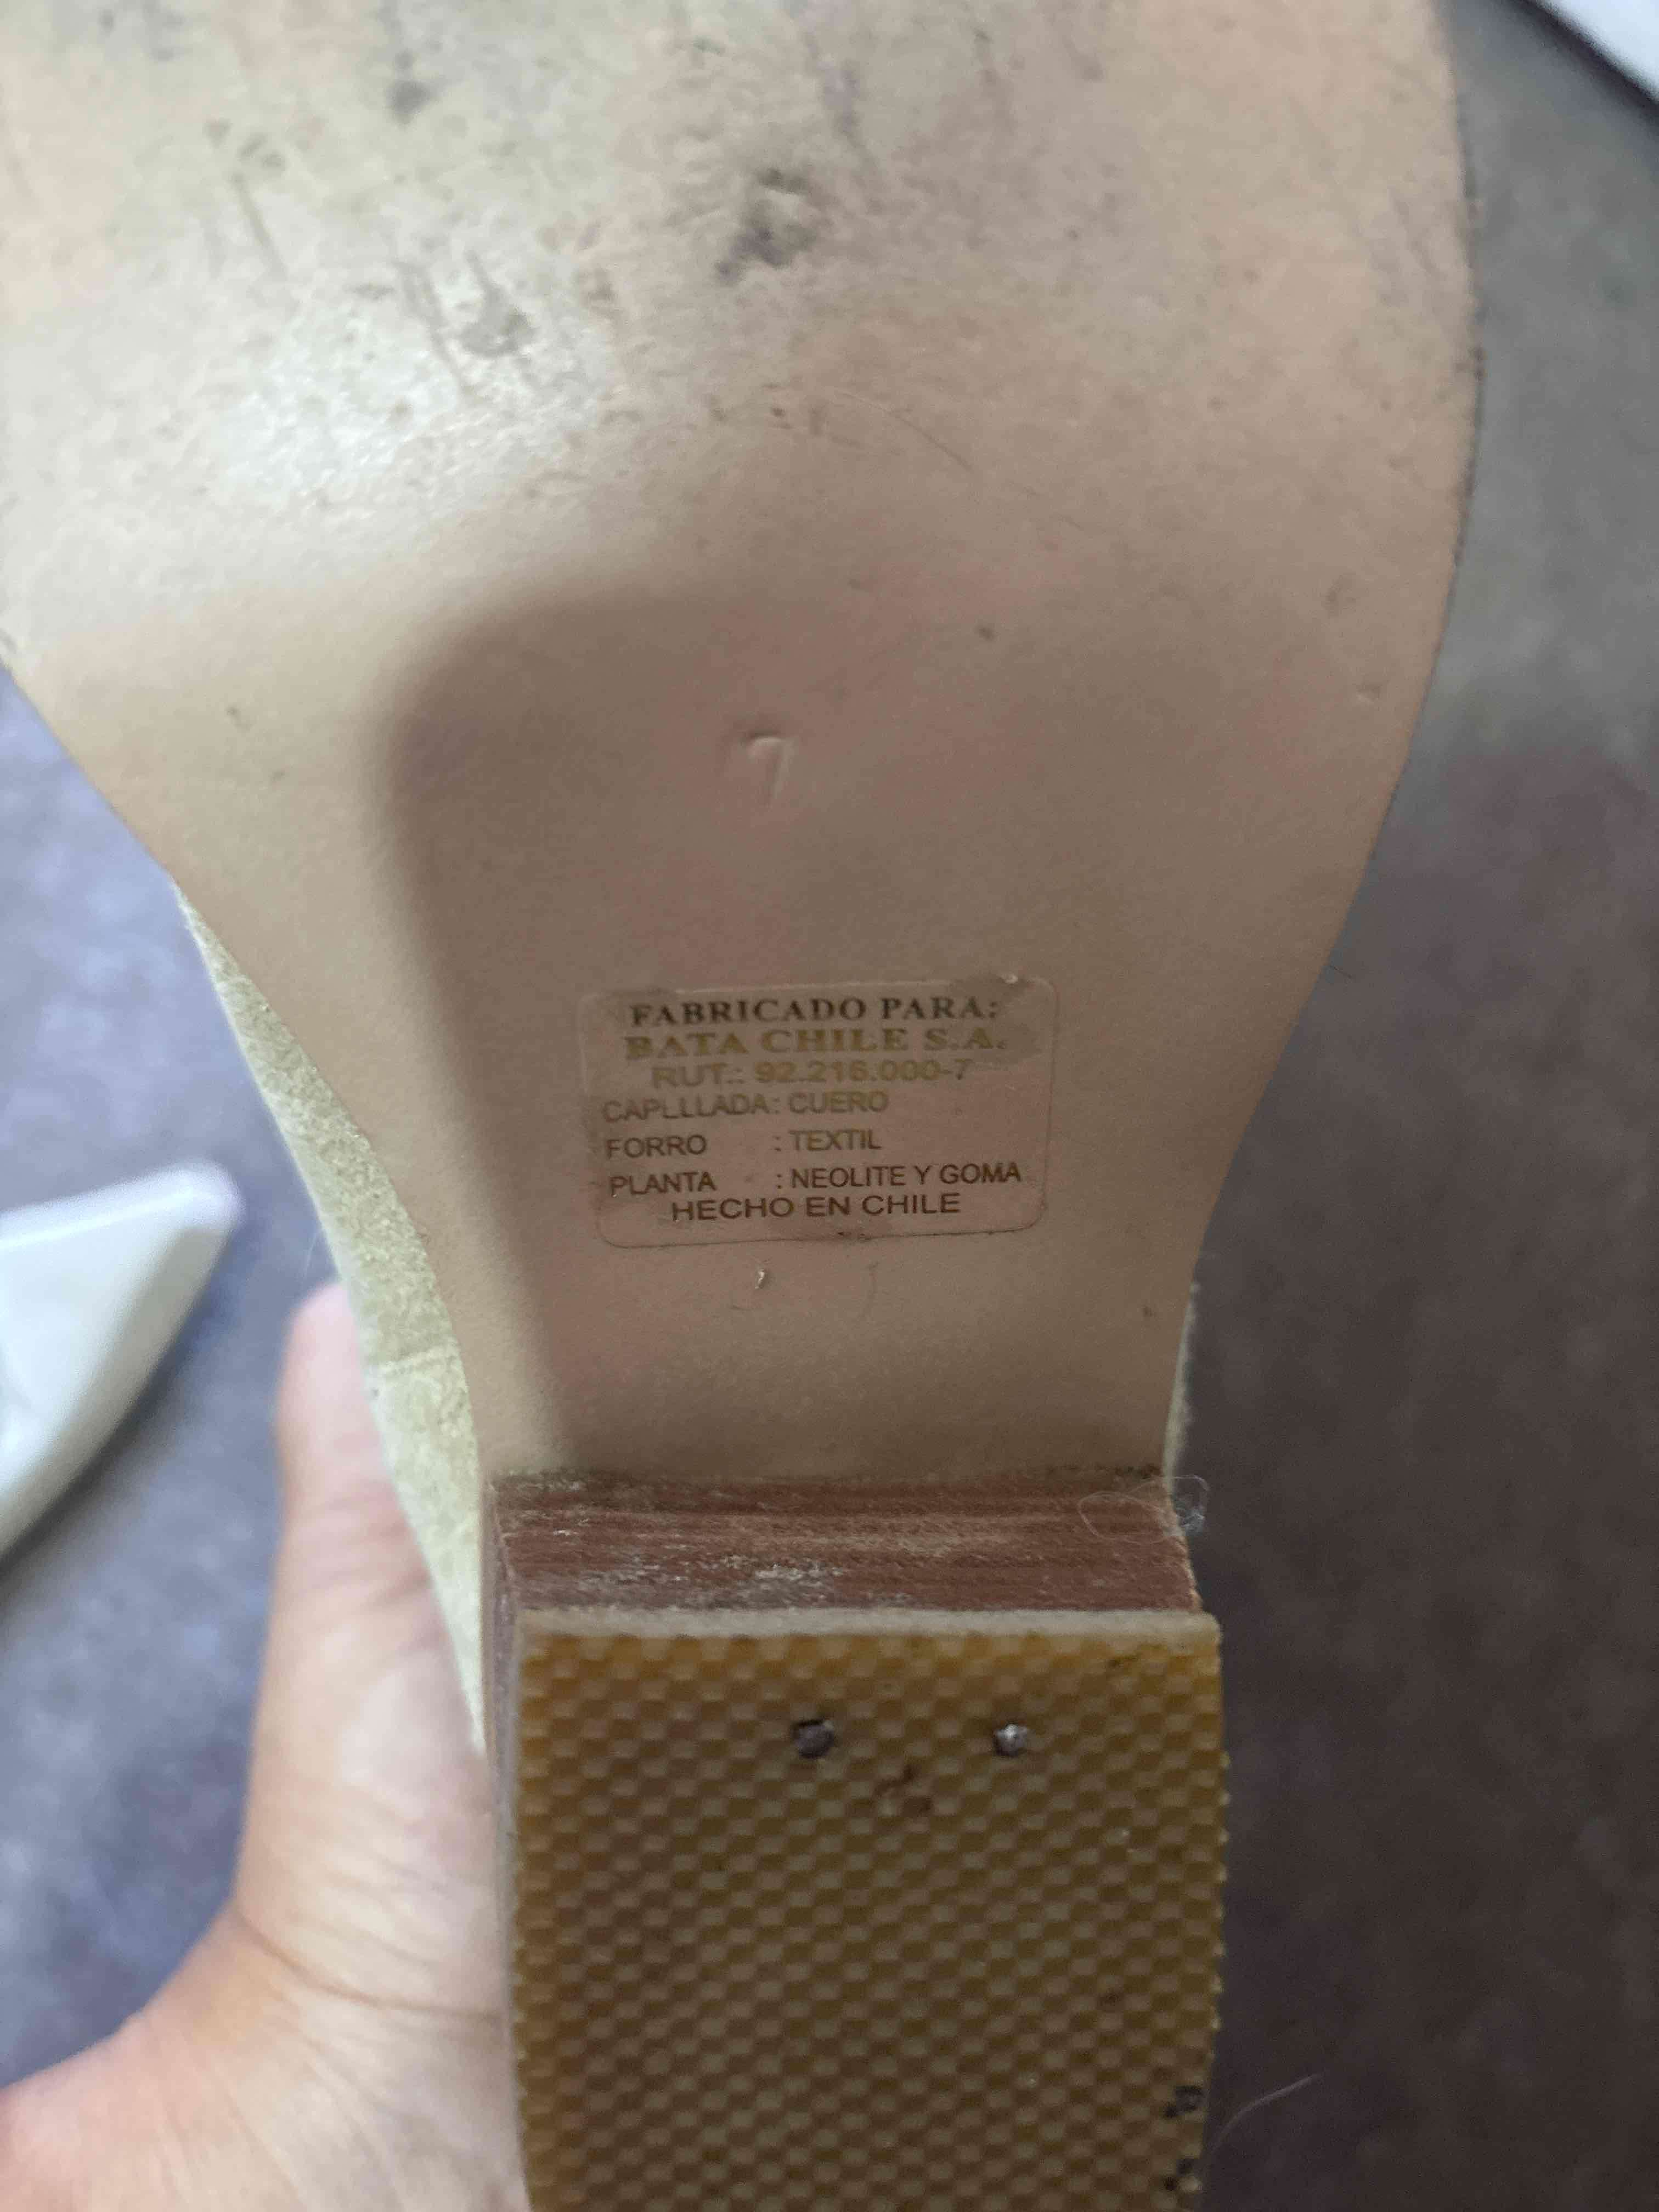 7
FABRICADO PARA:
BATA CHILE S.A.
RUT.: 92.216.000-7
CAPLLLADA: CUERO
FORRO : TEXTIL
PLANTA : NEOLITE Y GOMA
HECHO EN CHILE